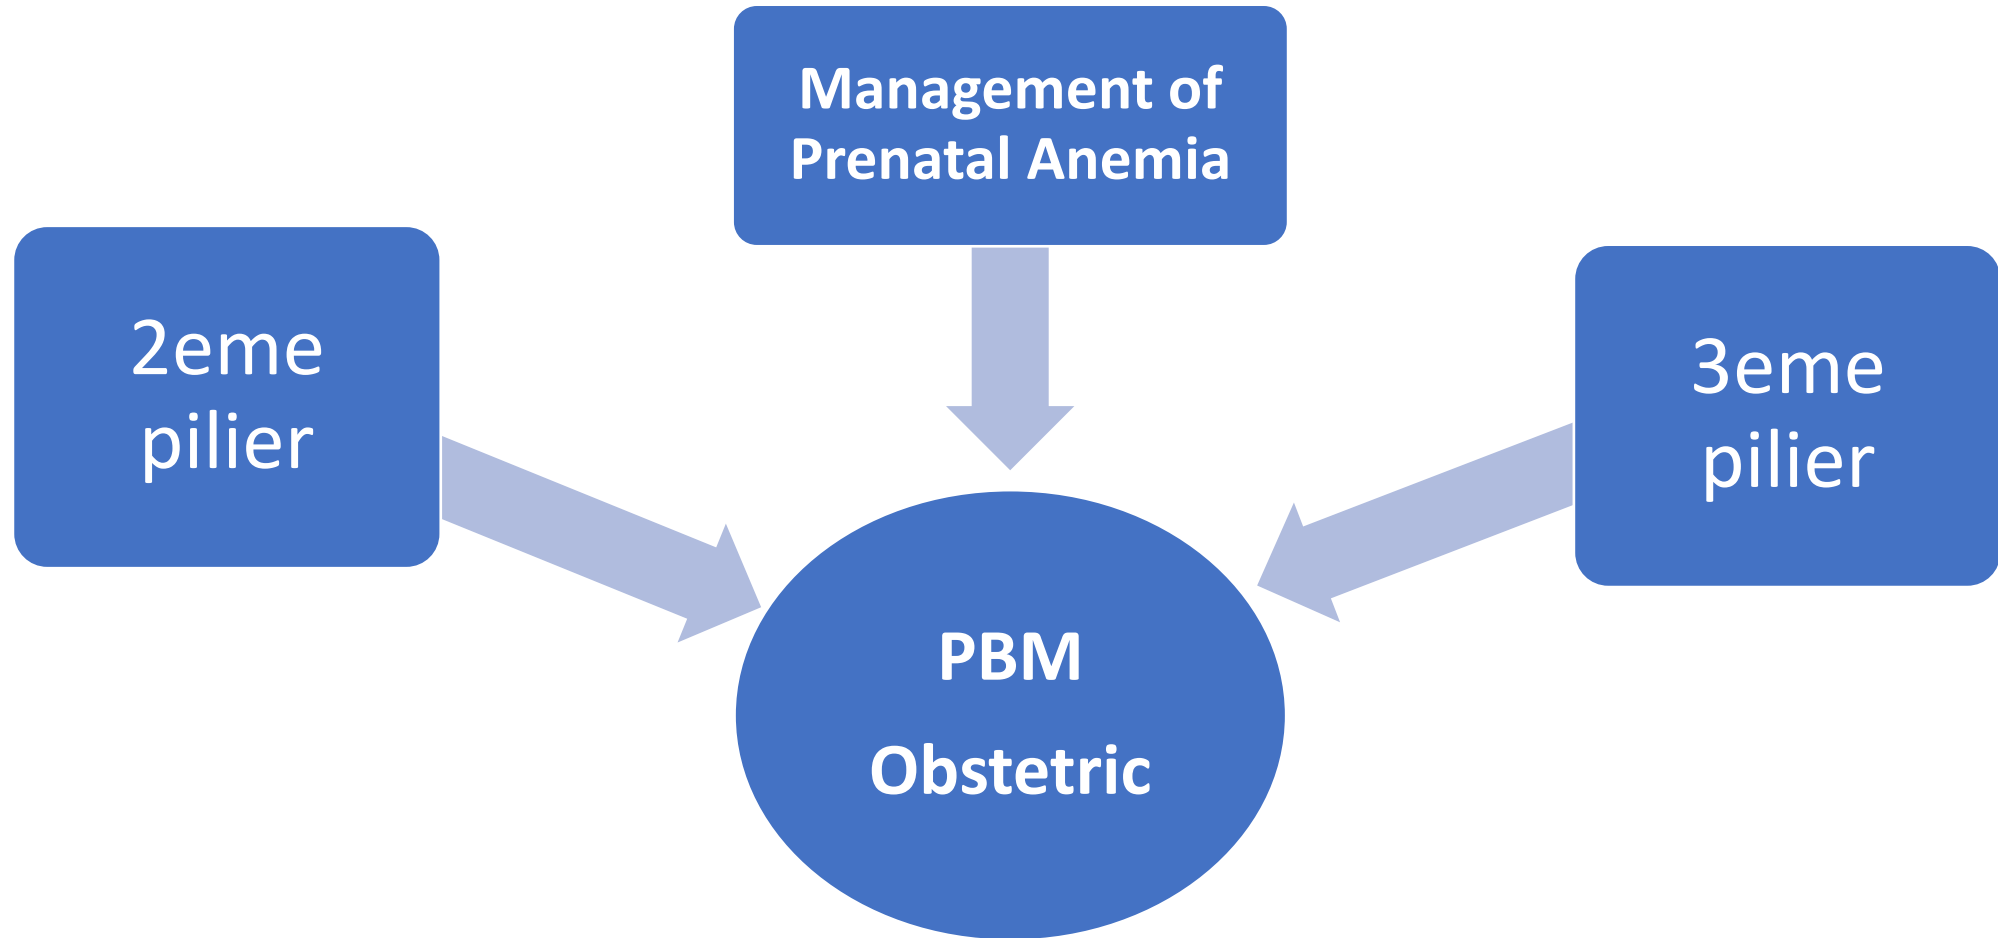 Management of
Prenatal Anemia
2eme
pilier
3eme
pilier
PBM
Obstetric